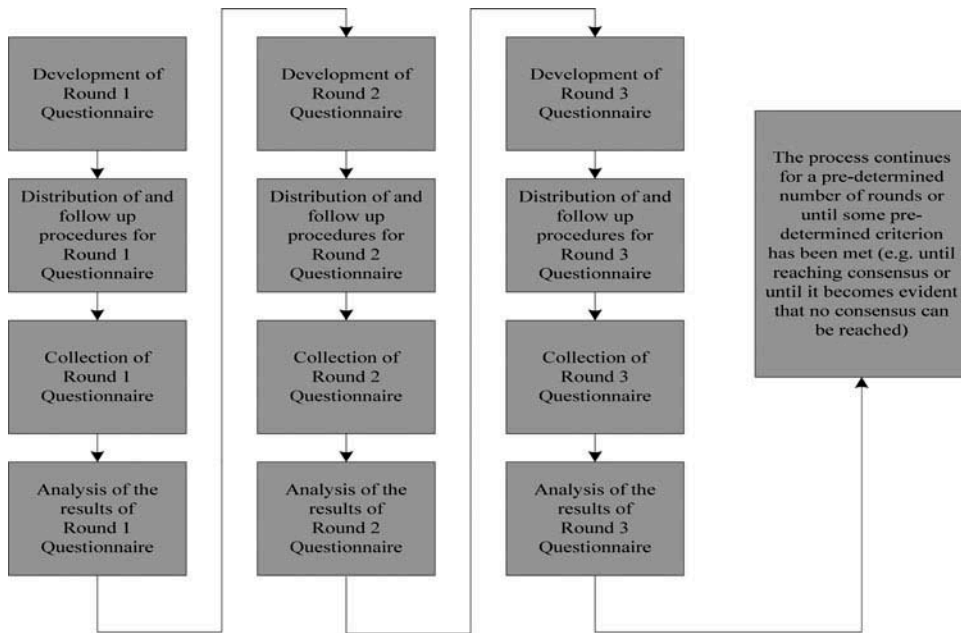 Development of
Round 1
Questionnaire
Distribution of and
follow up
procedures for
Round 1
Questionnaire
Collection of
Round 1
Questionnaire
Analysis of the
results of
Round 1
Questionnaire
Development of
Round 2
Questionnaire
Distribution of and
follow up
procedures for
Round 2
Questionnaire
Collection of
Round 2
Questionnaire
Analysis of the
results of
Round 2
Questionnaire
Development of
Round 3
Questionnaire
Distribution of and
follow up
procedures for
Round 3
Questionnaire
Collection of
Round 3
Questionnaire
Analysis of the
results of
Round 3
Questionnaire
The process continues
for a pre-determined
number of rounds or
until some pre-
determined criterion
has been met (e.g. until
reaching consensus or
until it becomes evident
that no consensus can
be reached)